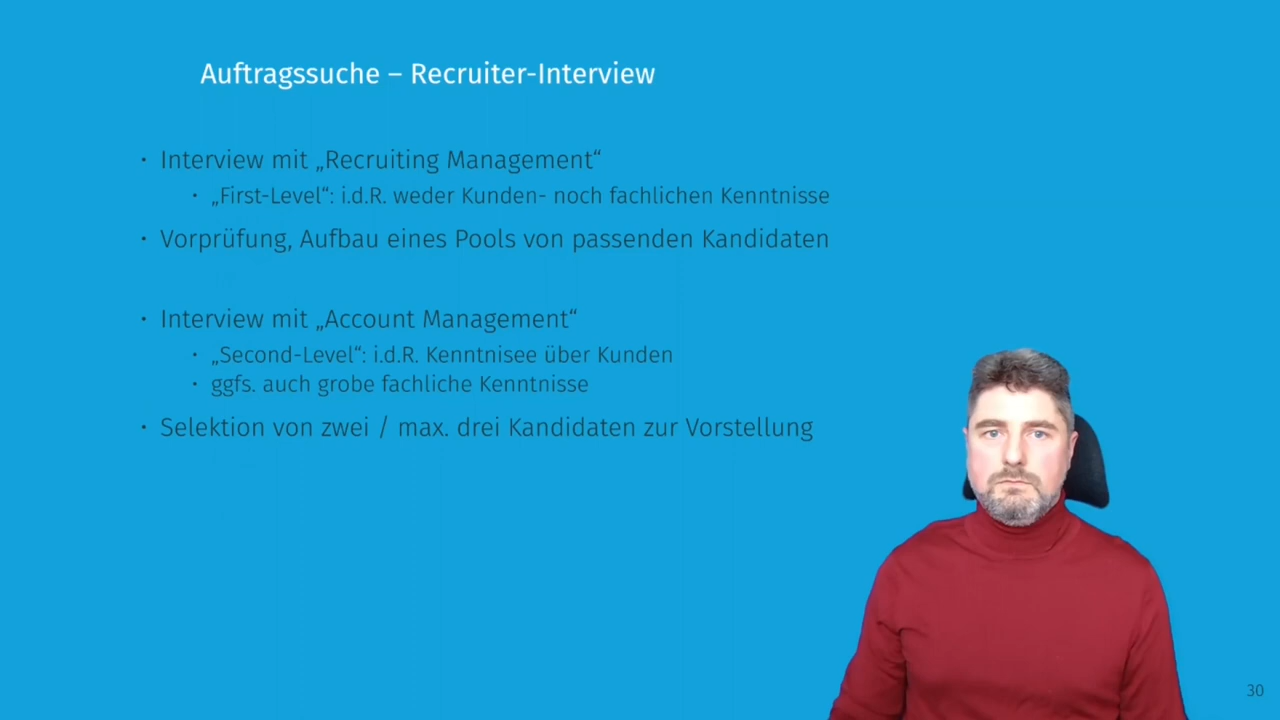 Auftragssuche – Recruiter-Interview
• Interview mit „Recruiting Management“
• „First-Level“: i.d.R. weder Kunden- noch fachlichen Kenntnisse
• Vorprüfung, Aufbau eines Pools von passenden Kandidaten
• Interview mit „Account Management“
• „Second-Level“: i.d.R. Kenntnisee über Kunden
• ggfs. auch grobe fachliche Kenntnisse
• Selektion von zwei / max. drei Kandidaten zur Vorstellung
30